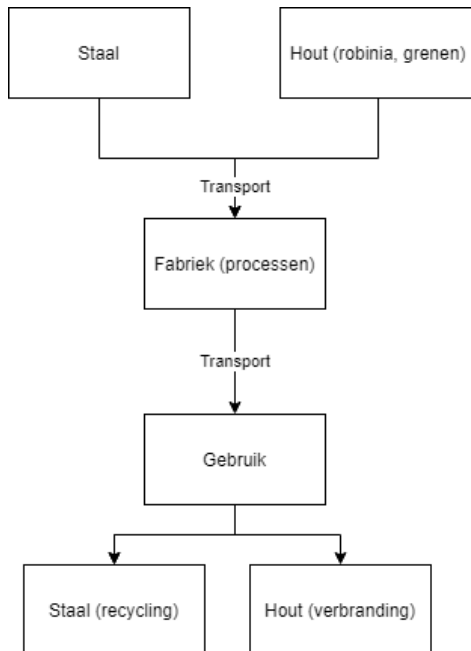 Staal
Hout (robinia, grenen)
Transport
Fabriek (processen)
Transport
Gebruik
Staal (recycling)
Hout (verbranding)